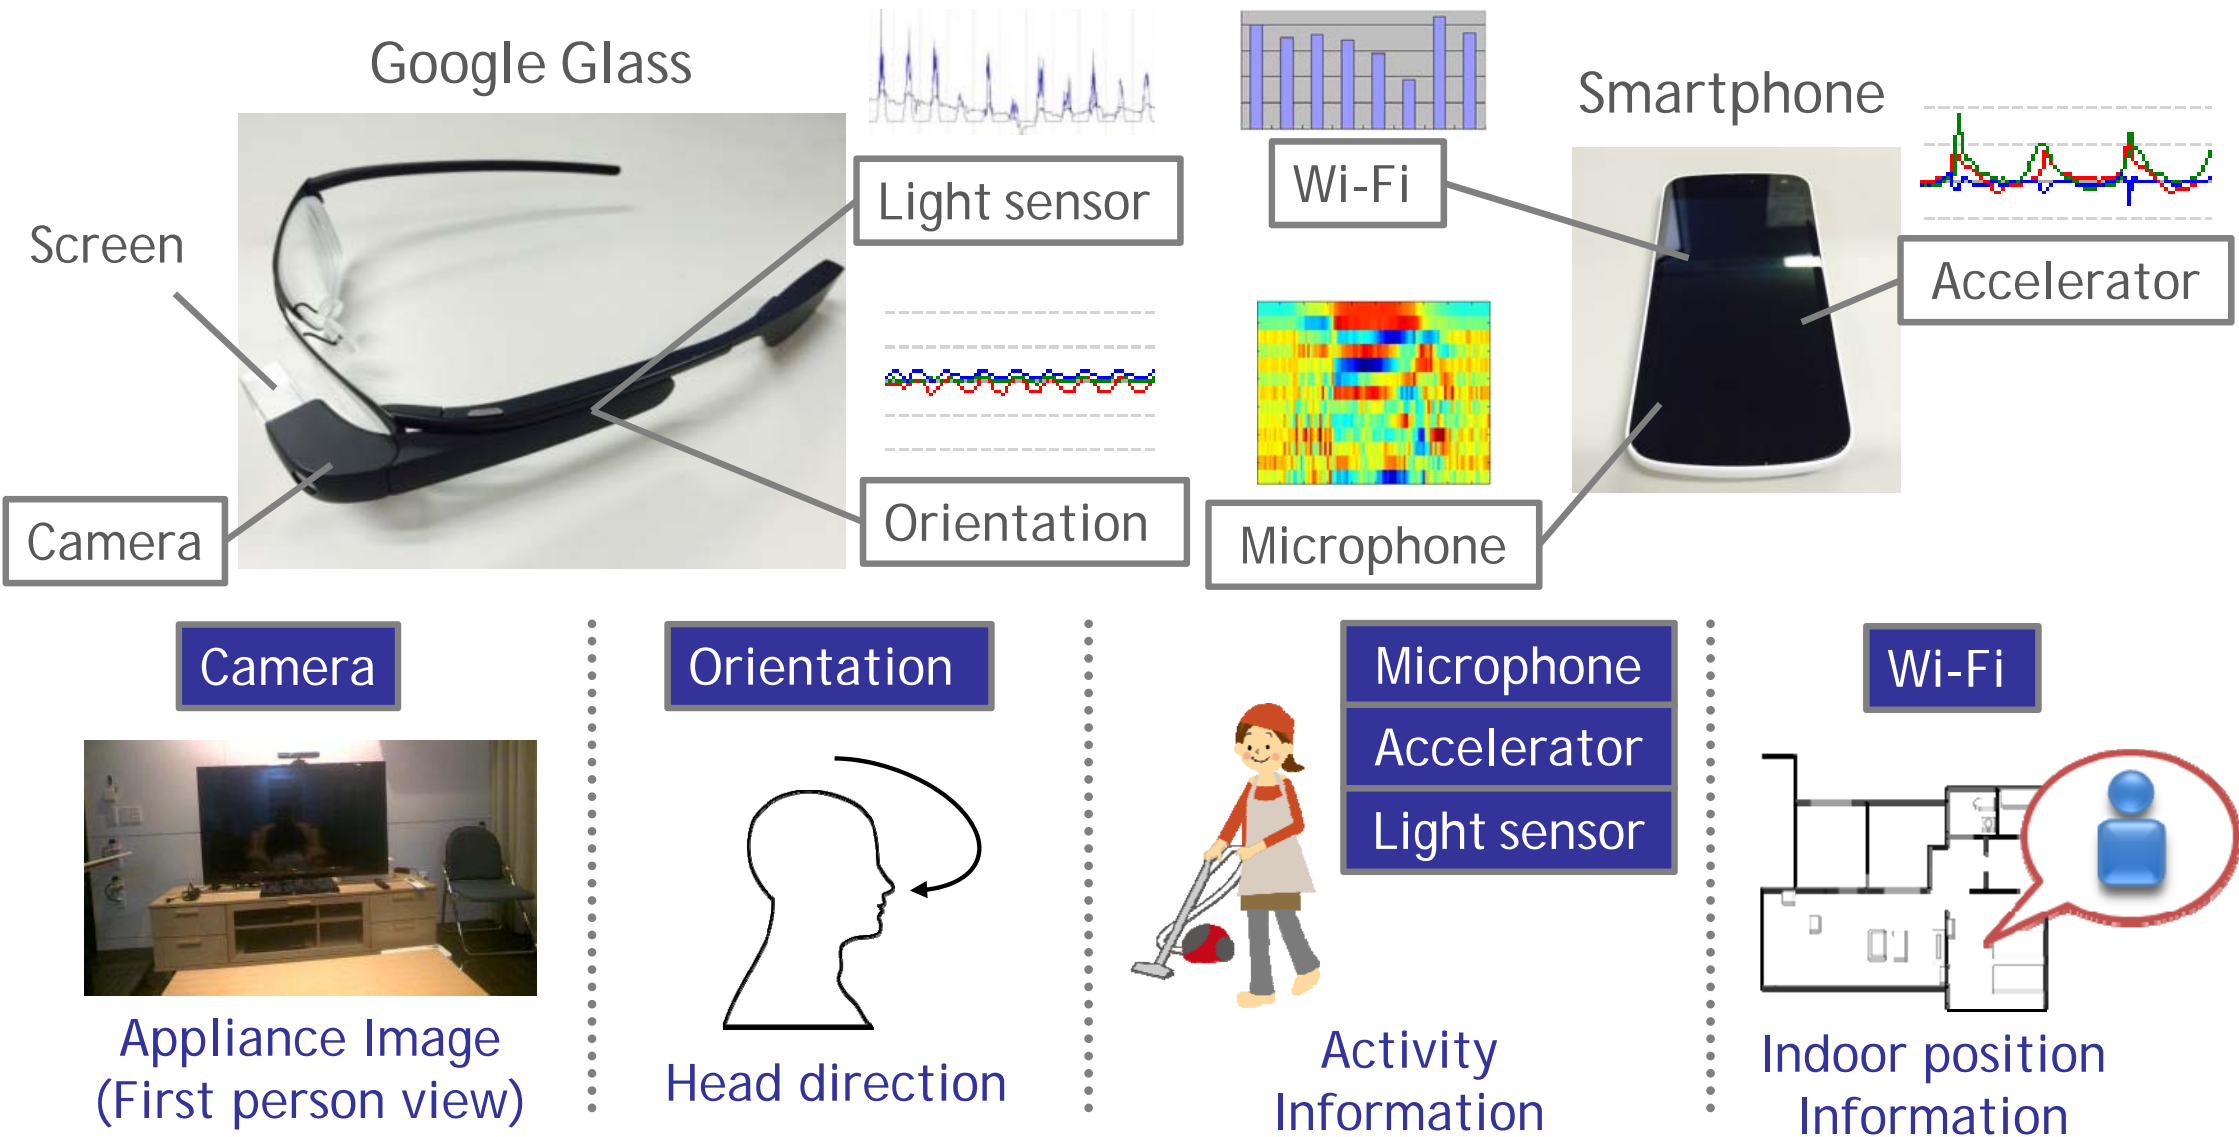 Google Glass
Smartphone
Light sensor
Wi-Fi
Screen
Accelerator
Camera
Orientation
Microphone
Camera
Orientation
Microphone
Accelerator
Light sensor
Wi-Fi
Appliance Image
(First person view)
Head direction
Activity
Information
Indoor position
Information